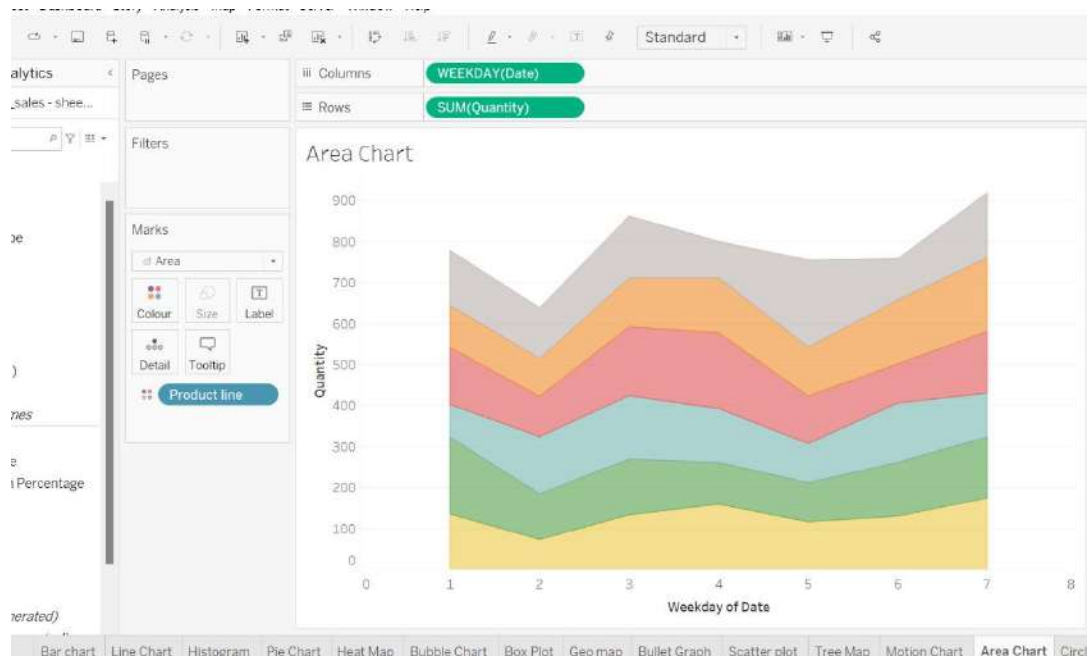 Standard
alytics
Pages
Columns
WEEKDAY(Date)
_sales - shee...
Rows
SUM(Quantity)
Filters
Area Chart
Marks
Area
Colour
Size
Label
Detail
Tooltip
Product line
)
mes
n Percentage
nerated)
Quantity
900
800
700
600
500
400
300
200
100
0
0 1 2 3 4 5 6 7 8
Weekday of Date
Bar chart Line Chart Histogram Pie Chart Heat Map Bubble Chart Box Plot Geo map Bullet Graph Scatter plot Tree Map Motion Chart Area Chart Circ